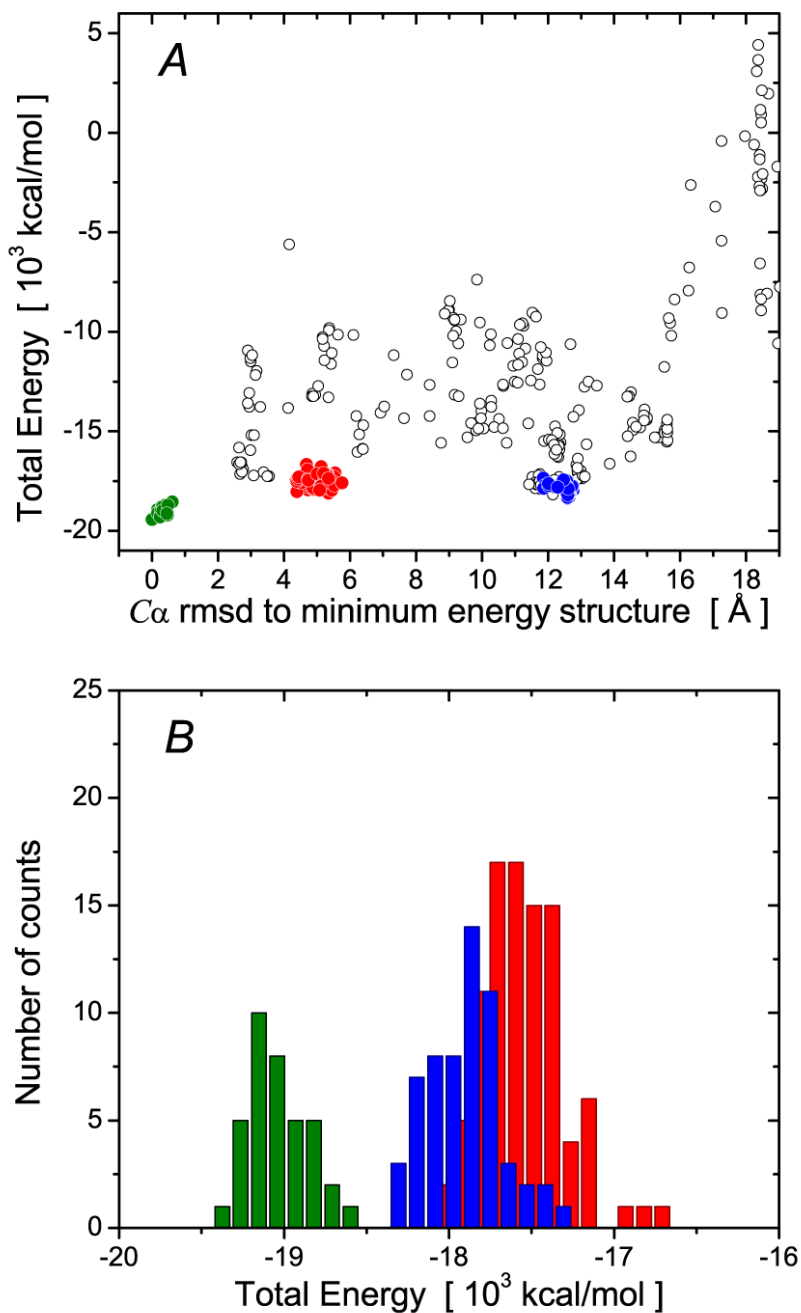 A
Total Energy [ 10³ kcal/mol ]
5
0
-5
-10
-15
-20
0 2 4 6 8 10 12 14 16 18
Cα rmsd to minimum energy structure [ Å ]
B
Number of counts
25
20
15
10
5
0
-20 -19 -18 -17 -16
Total Energy [ 10³ kcal/mol ]